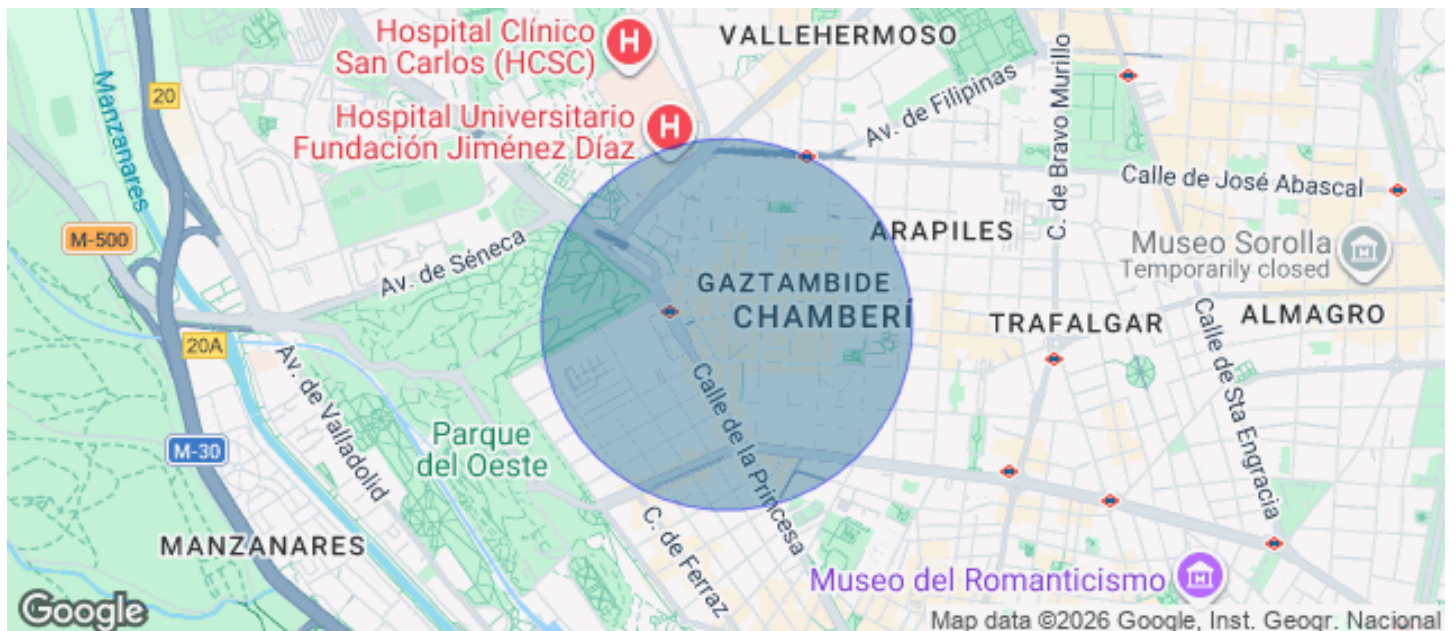 Hospital Clínico
San Carlos (HCSC)
VALLEHERMOSO
Manzanares
20
Hospital Universitario
Fundación Jiménez Díaz
H
H
Av. de Filipinas
C. de Bravo Murillo
Calle de José Abascal
M-500
Av. de Séneca
ARAPILES
Museo Sorolla
Temporarily closed
GAZTAMBIDE
CHAMBERÍ
TRAFALGAR
ALMAGRO
20A
Av. de Valladolid
Calle de la Princesa
Calle de Sta Engracia
M-30
Parque
del Oeste
MANZANARES
C. de Ferraz
Museo del Romanticismo
Google
Map data ©2026 Google, Inst. Geogr. Nacional